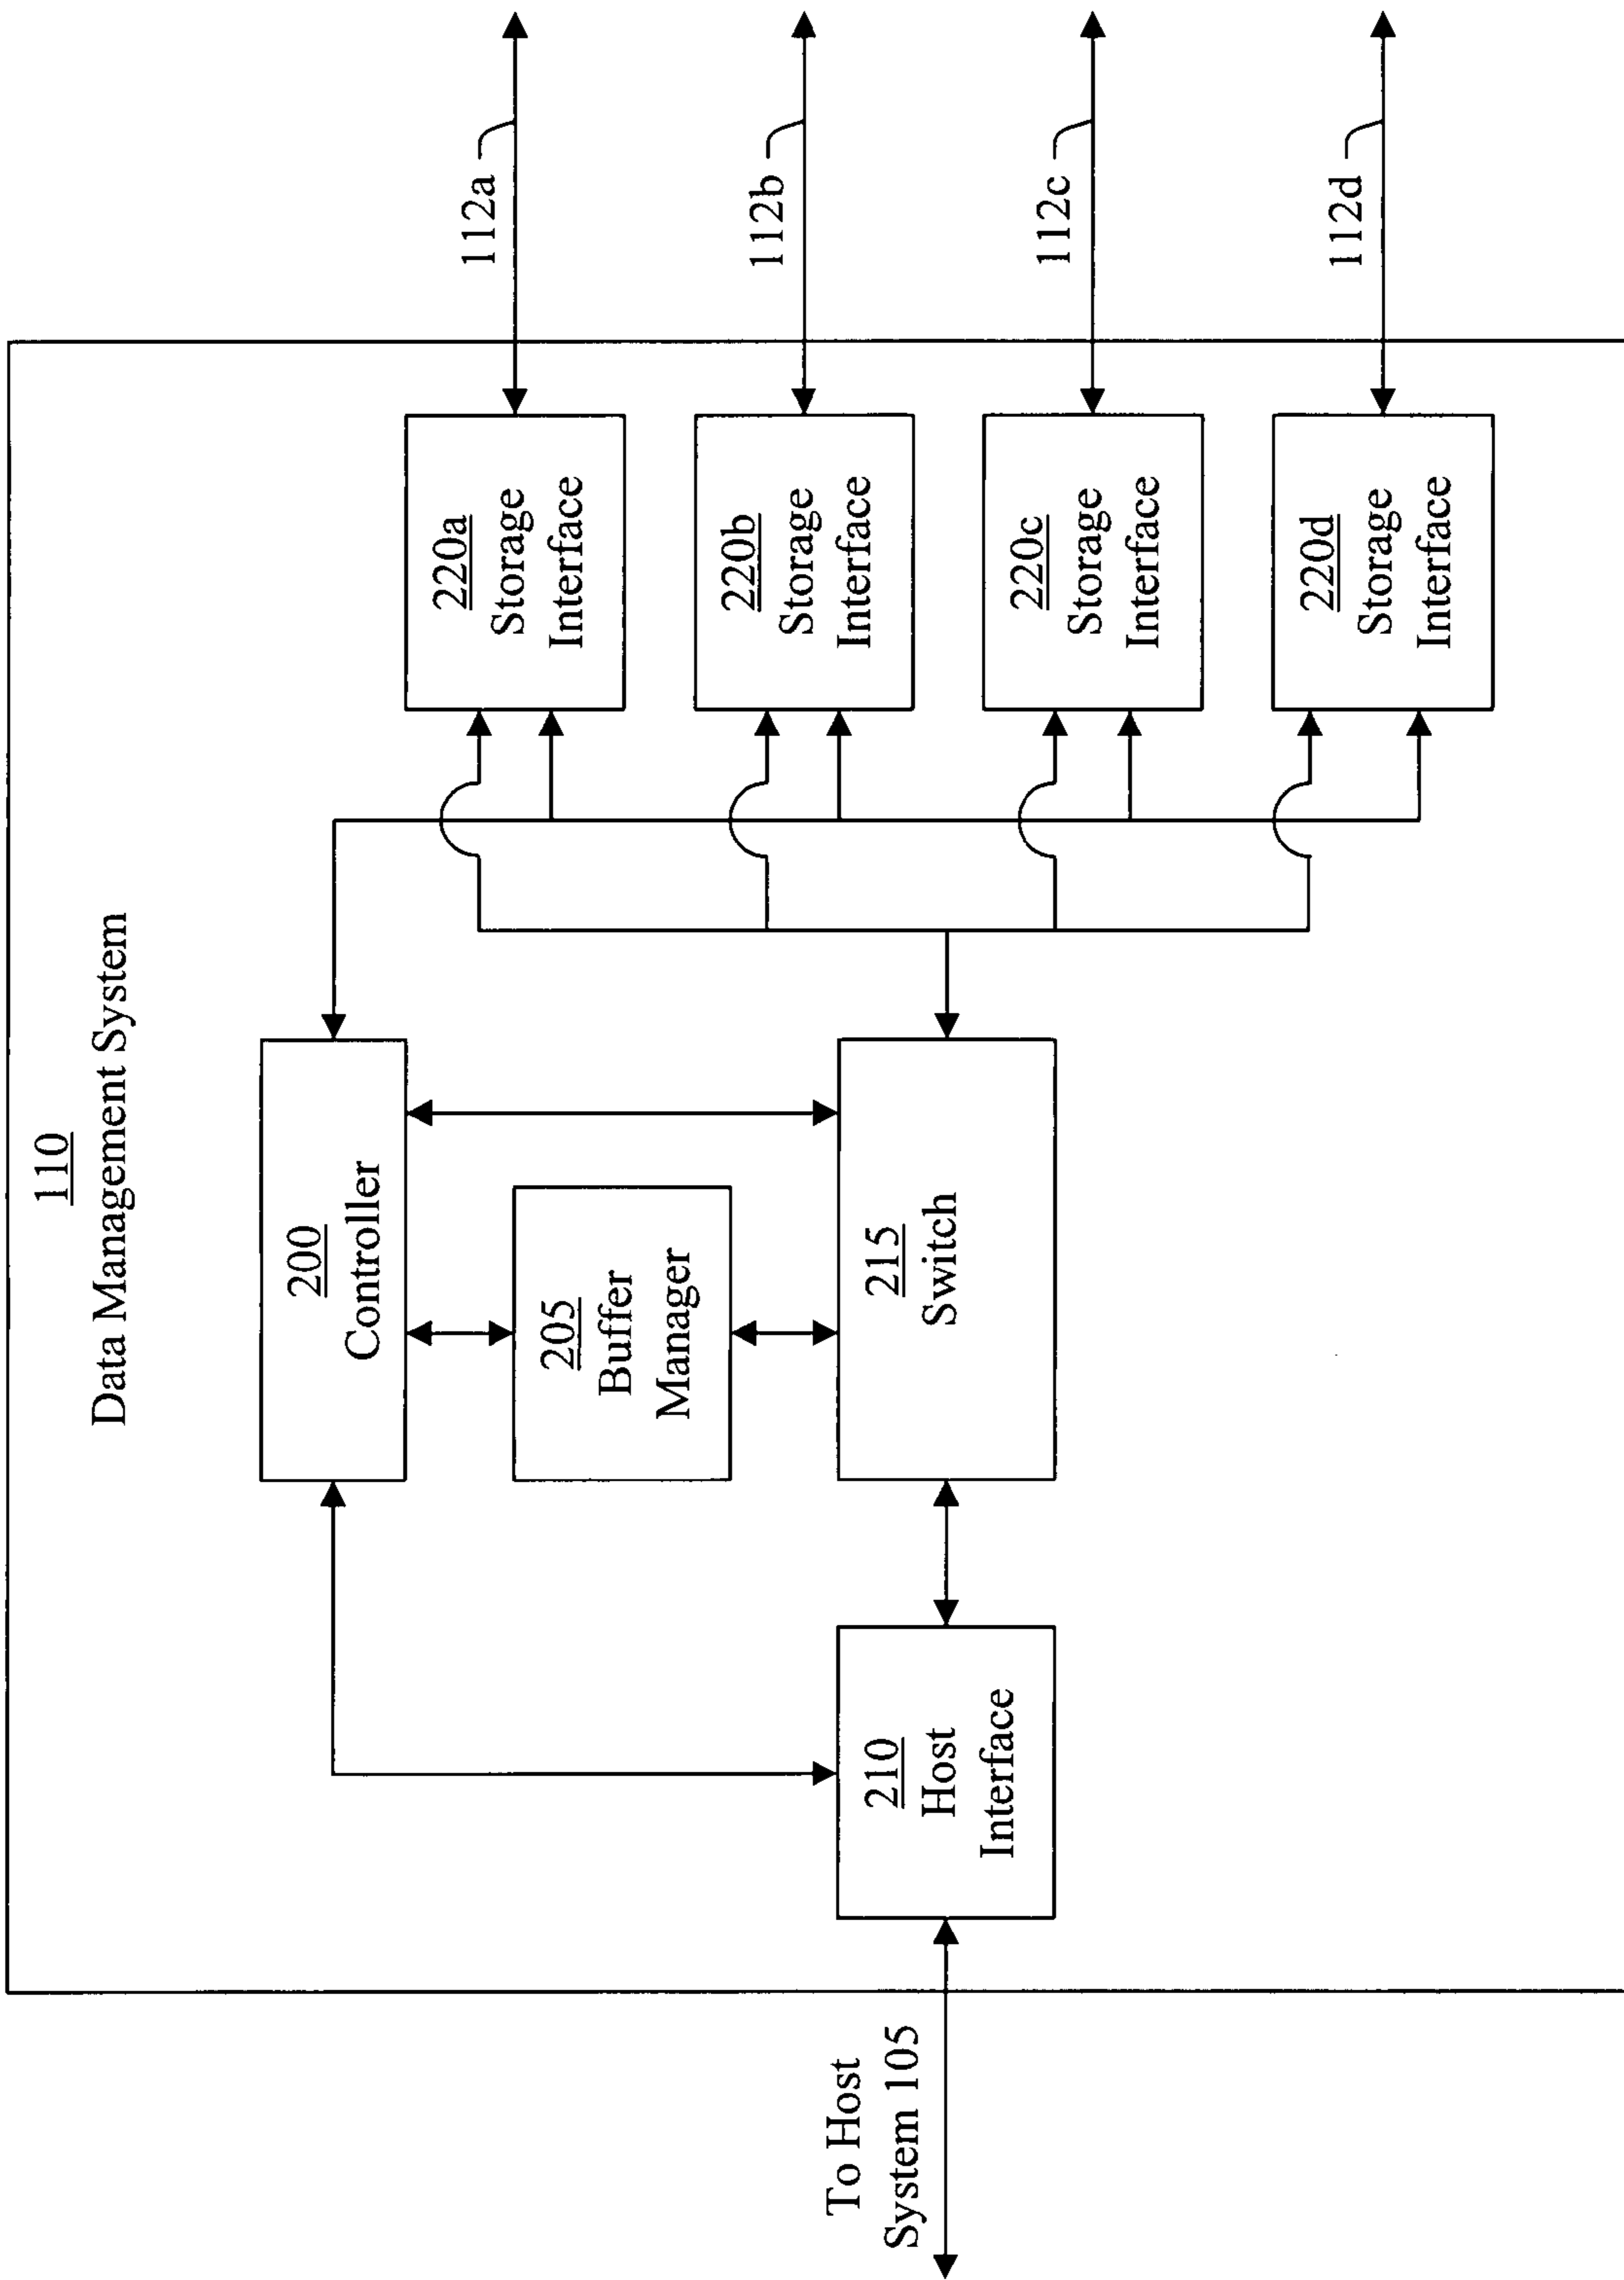 110
Data Management System
200
Controller
205
Buffer
Manager
215
Switch
210
Host
Interface
To Host
System 105
220a
Storage
Interface
112a
220b
Storage
Interface
112b
220c
Storage
Interface
112c
220d
Storage
Interface
112d